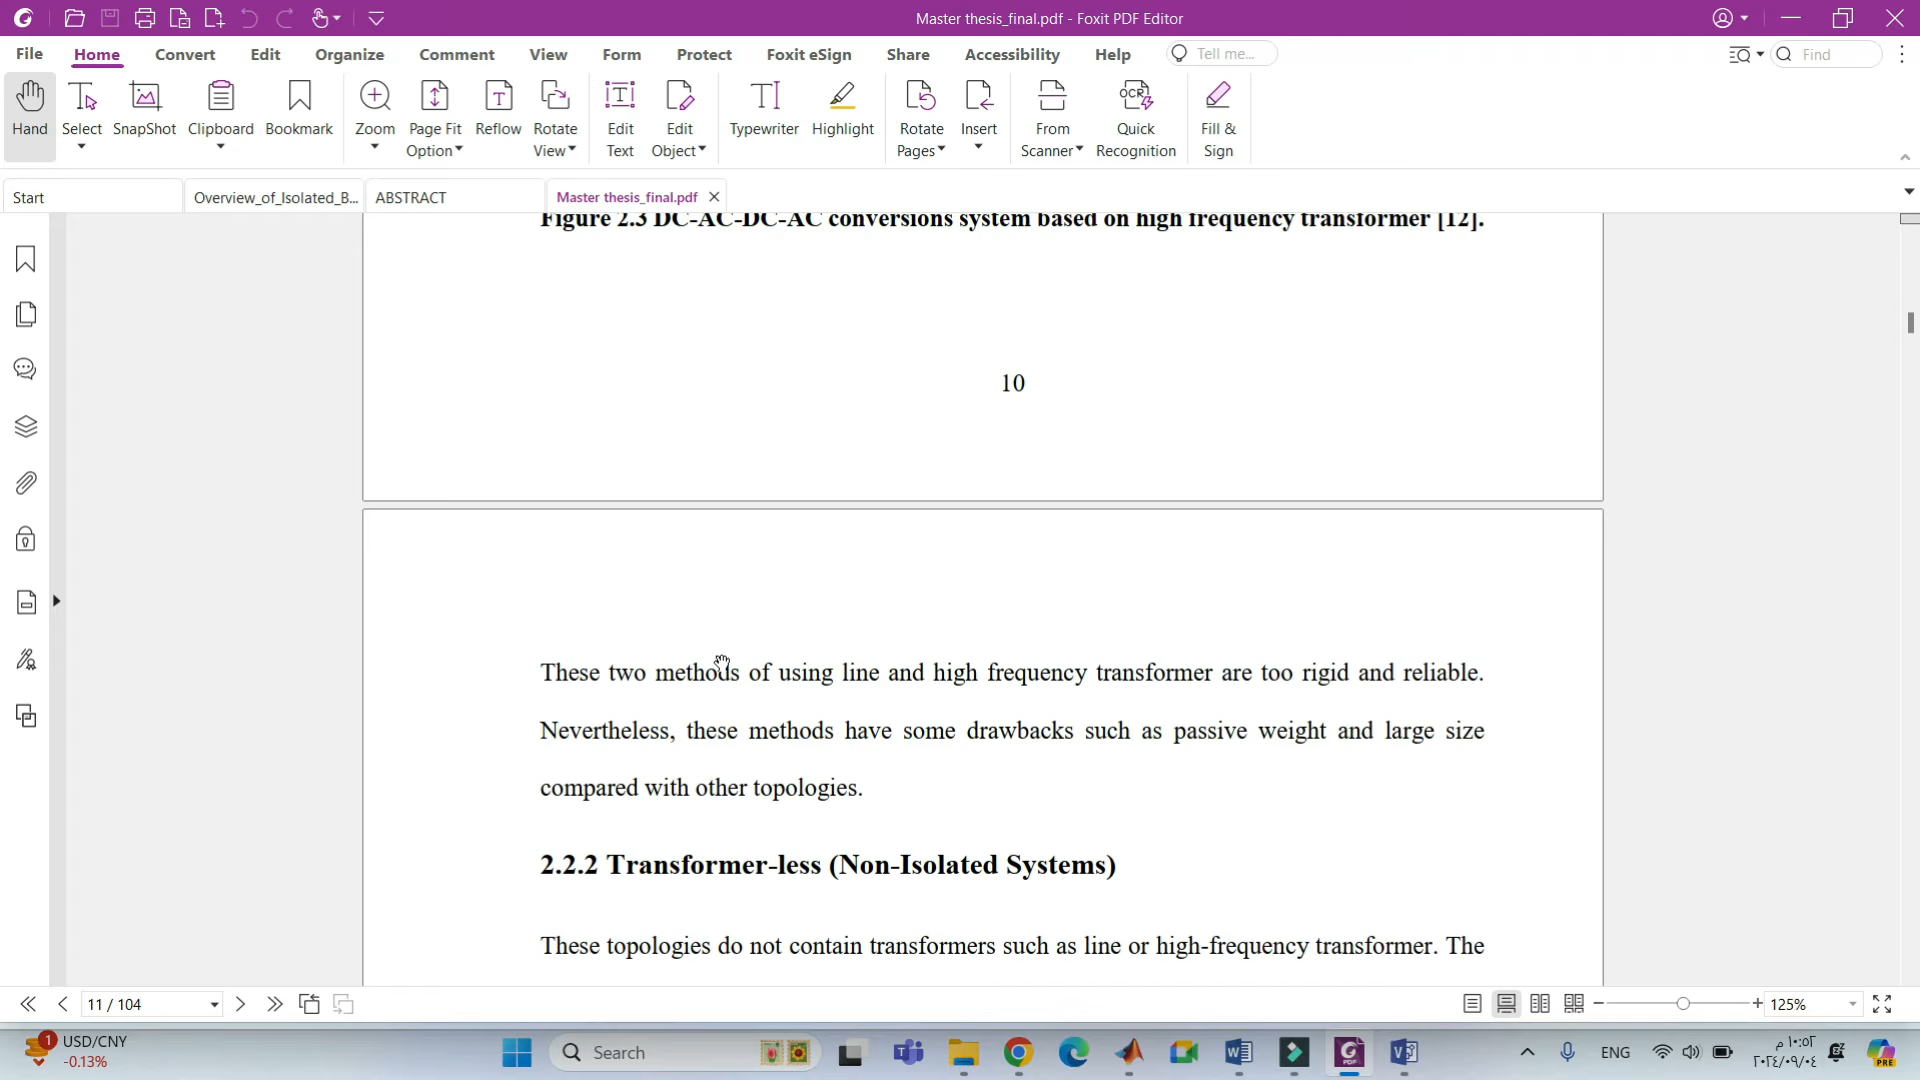 Master thesis_final.pdf - Foxit PDF Editor
File Home Convert Edit Organize Comment View Form Protect Foxit eSign Share Accessibility Help Tell me... Find
Hand Select SnapShot Clipboard Bookmark Zoom Page Fit Option Reflow Rotate View Edit Text Edit Object Typewriter Highlight Rotate Pages Insert From Scanner OCR Quick Recognition Fill & Sign
Start Overview_of_Isolated_B... ABSTRACT Master thesis_final.pdf
Figure 2.3 DC-AC-DC-AC conversions system based on high frequency transformer [12].
10
These two methods of using line and high frequency transformer are too rigid and reliable.
Nevertheless, these methods have some drawbacks such as passive weight and large size
compared with other topologies.
2.2.2 Transformer-less (Non-Isolated Systems)
These topologies do not contain transformers such as line or high-frequency transformer. The
11 / 104 125%
1 USD/CNY
-0.13%
Search
ENG
١٠:٥٢ م
٢٠٢٤/٠٩/٠٤
PRE